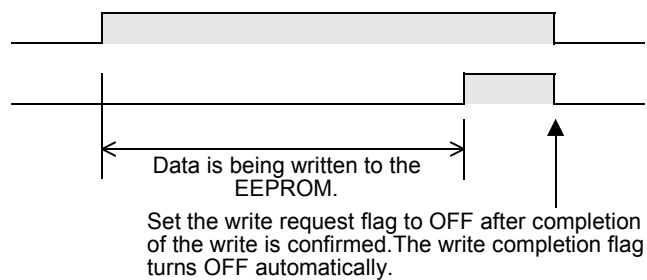 Data is being written to the
EEPROM.
Set the write request flag to OFF after completion
of the write is confirmed.The write completion flag
turns OFF automatically.